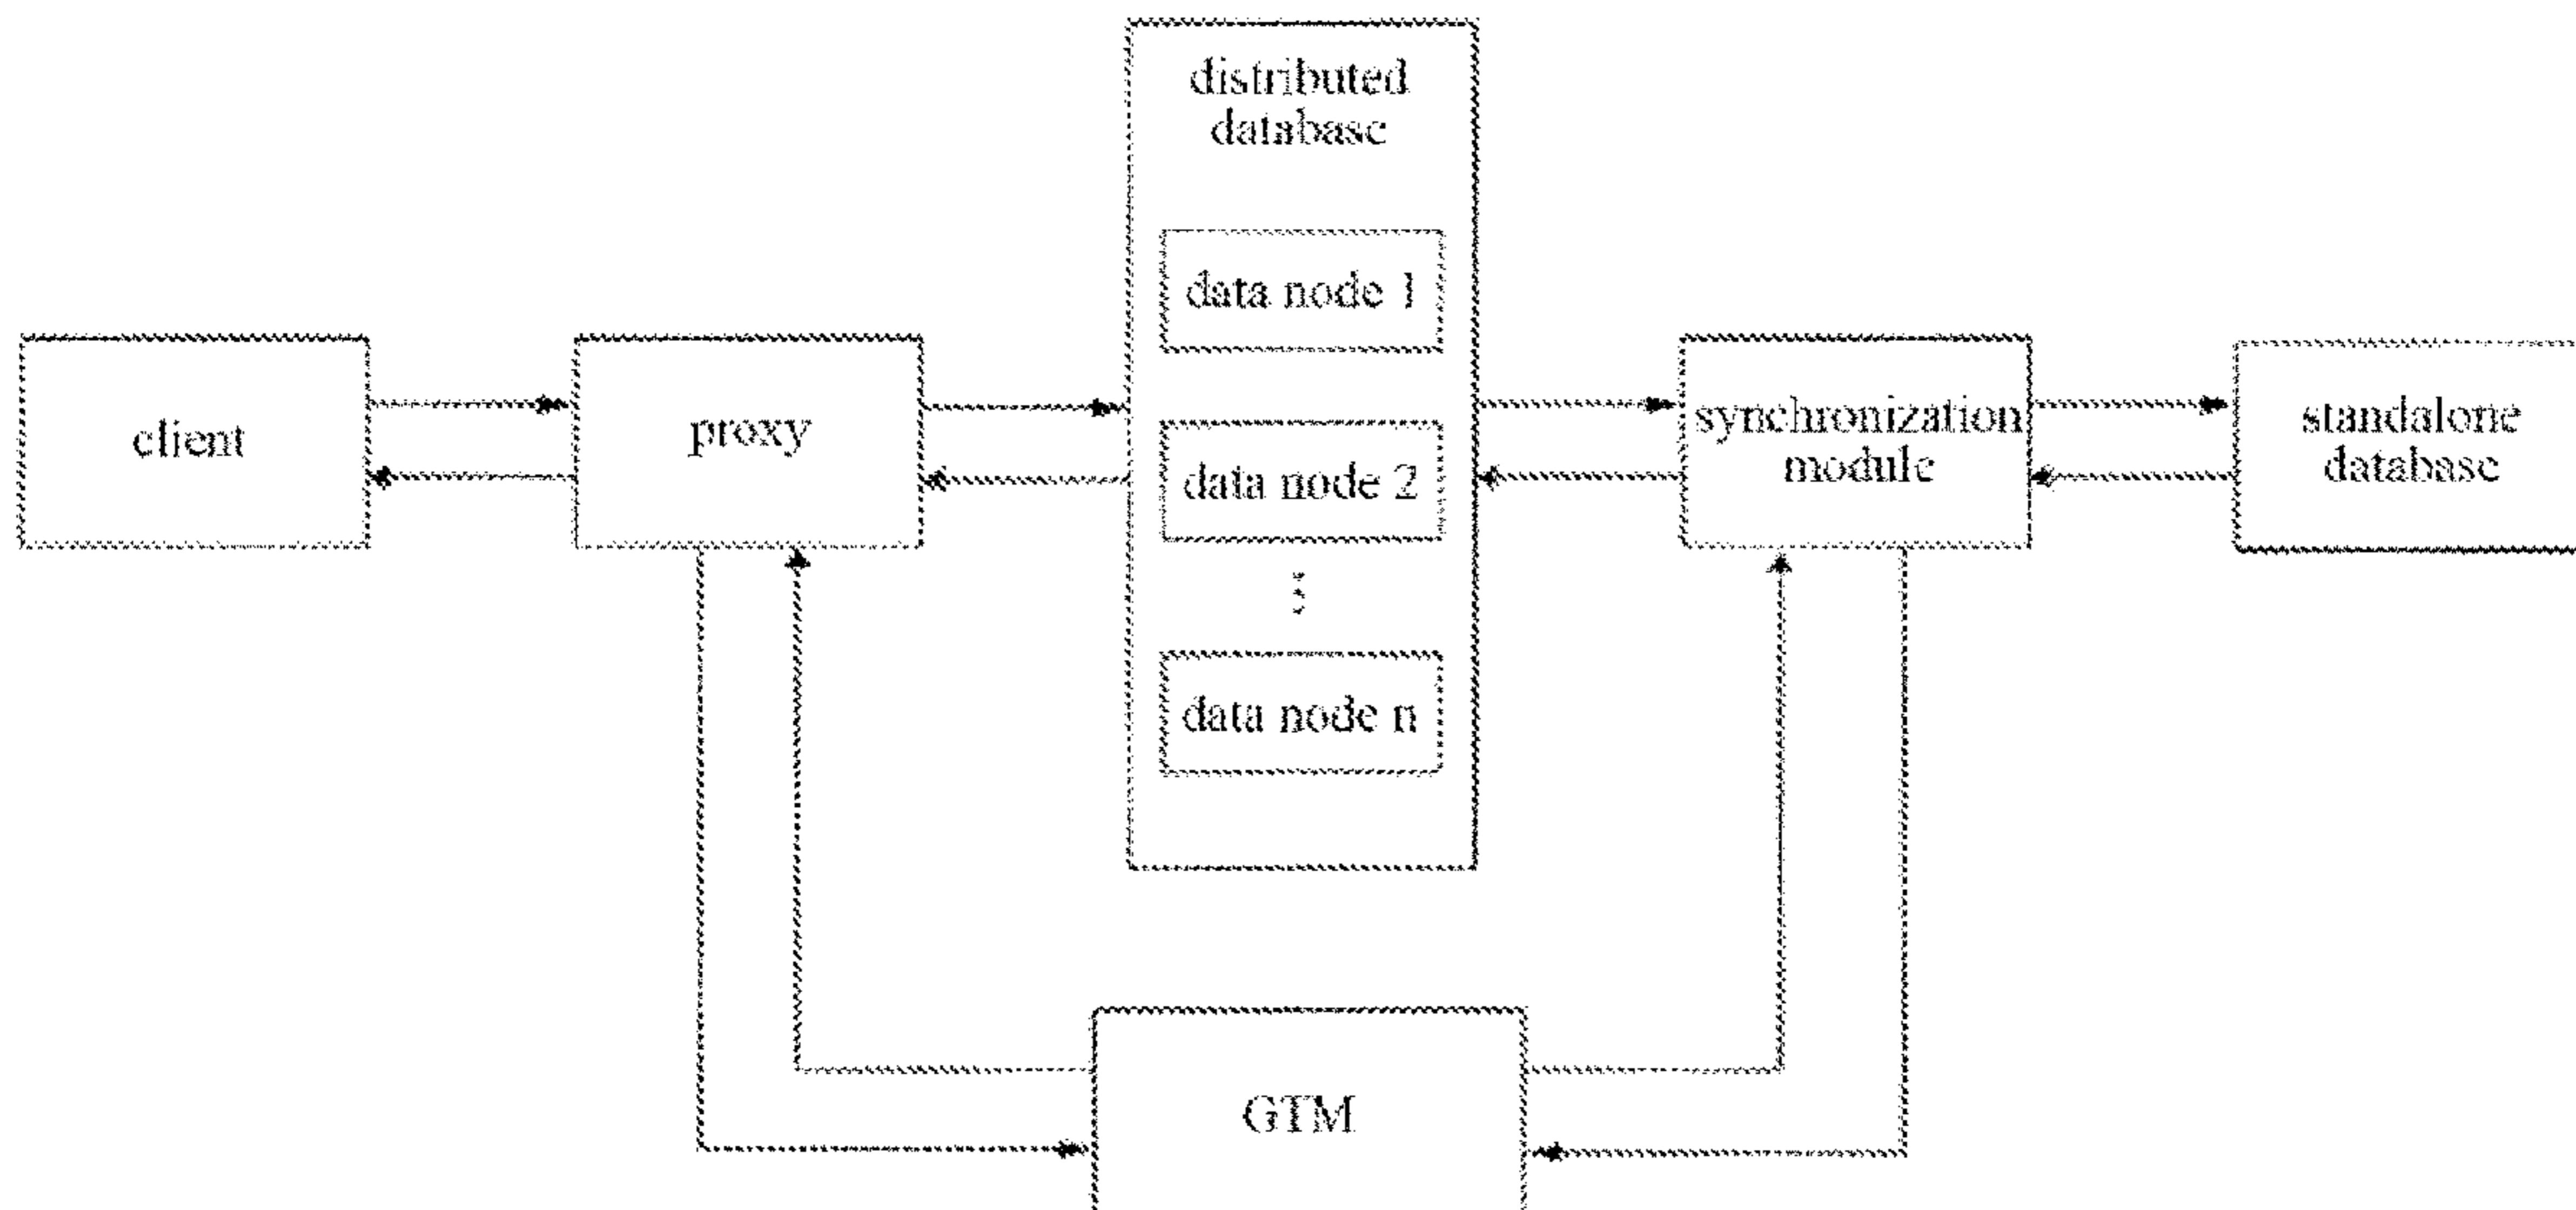 distributed
database
data node 1
client
proxy
data node 2
synchronization
module
standalone
database
data node n
GTM